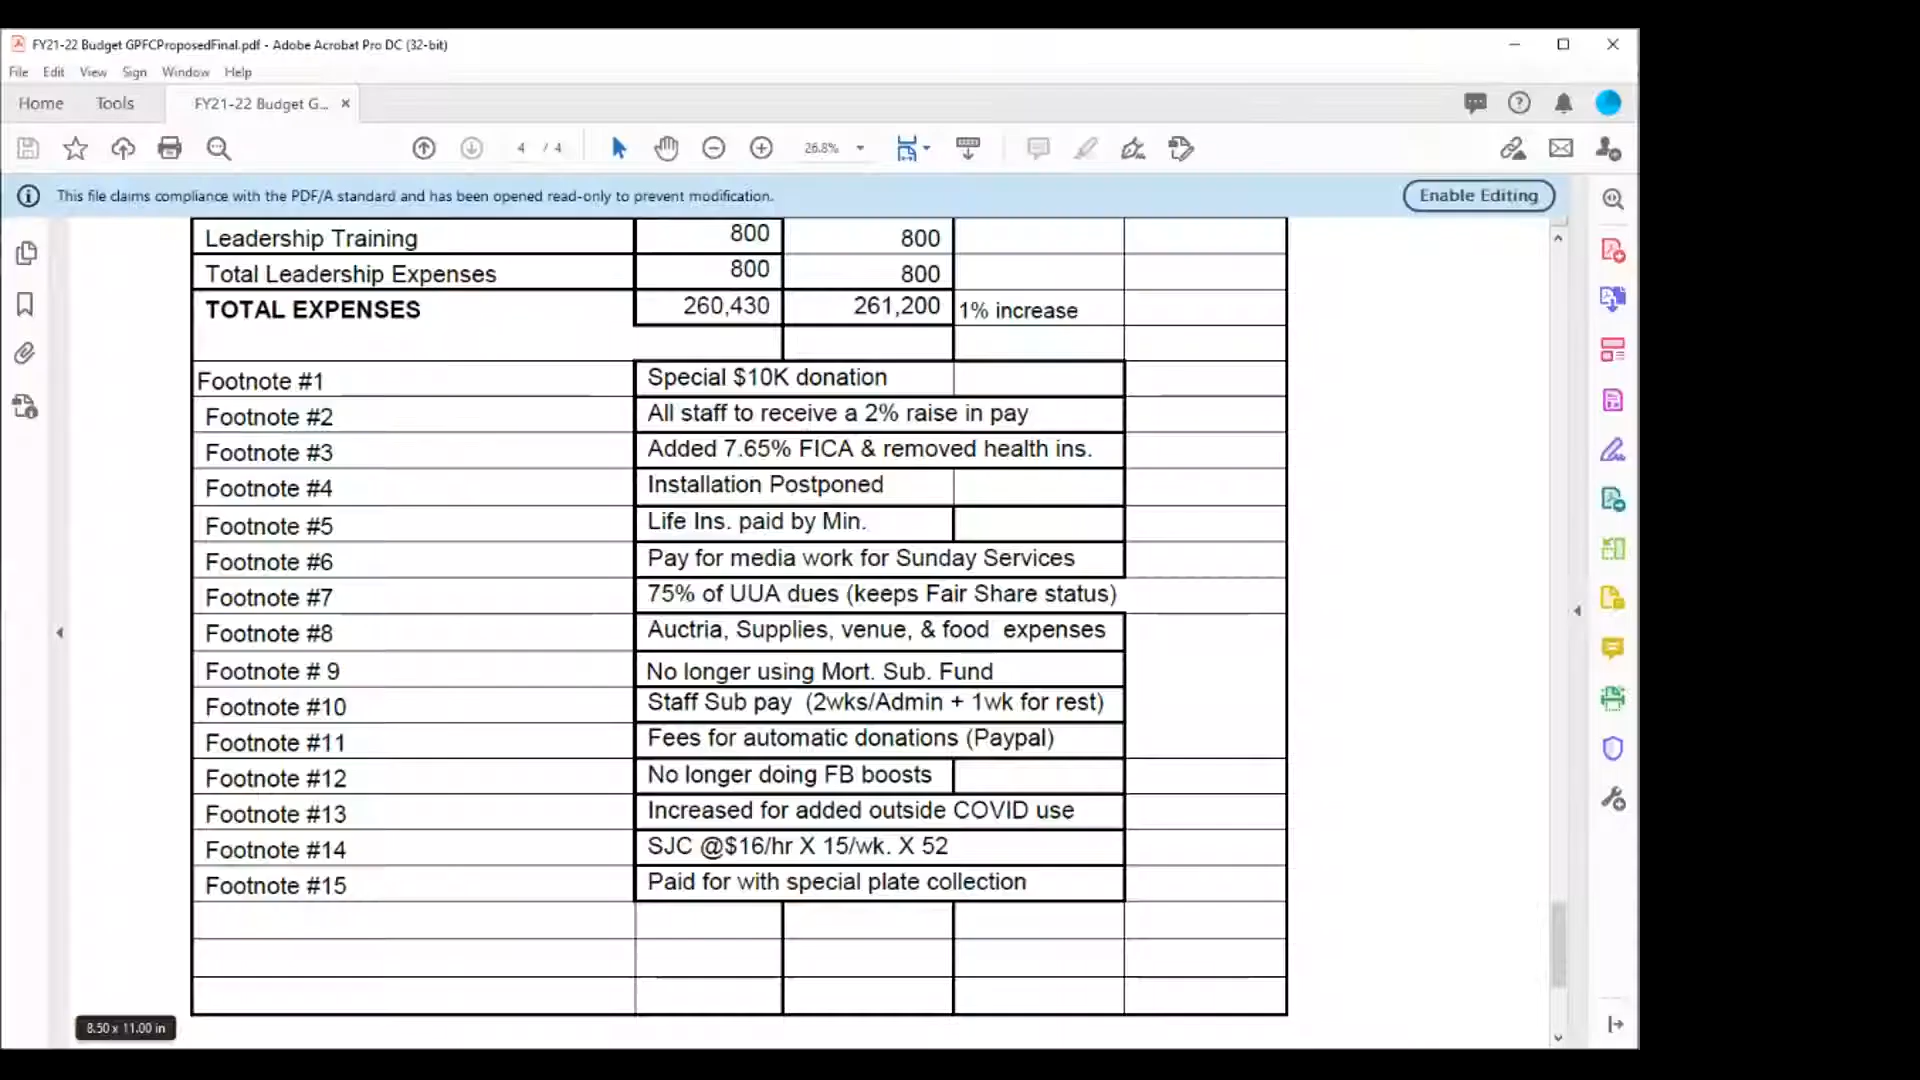 FY21-22 Budget GPFCProposedFinal.pdf - Adobe Acrobat Pro DC (32-bit)
File Edit View Sign Window Help
Home Tools FY21-22 Budget G... ×
4 / 4 26.8%
This file claims compliance with the PDF/A standard and has been opened read-only to prevent modification. Enable Editing
Leadership Training 800 800
Total Leadership Expenses 800 800
TOTAL EXPENSES 260,430 261,200 1% increase
Footnote #1 Special $10K donation
Footnote #2 All staff to receive a 2% raise in pay
Footnote #3 Added 7.65% FICA & removed health ins.
Footnote #4 Installation Postponed
Footnote #5 Life Ins. paid by Min.
Footnote #6 Pay for media work for Sunday Services
Footnote #7 75% of UUA dues (keeps Fair Share status)
Footnote #8 Auctria, Supplies, venue, & food expenses
Footnote # 9 No longer using Mort. Sub. Fund
Footnote #10 Staff Sub pay (2wks/Admin + 1wk for rest)
Footnote #11 Fees for automatic donations (Paypal)
Footnote #12 No longer doing FB boosts
Footnote #13 Increased for added outside COVID use
Footnote #14 SJC @$16/hr X 15/wk. X 52
Footnote #15 Paid for with special plate collection
8.50 x 11.00 in